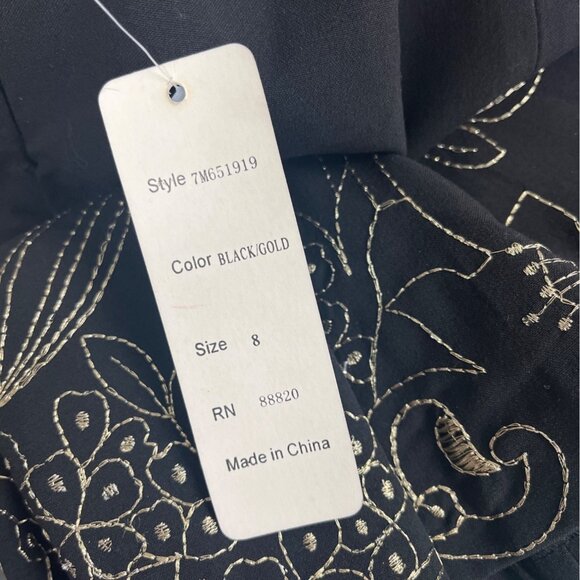 Style 7M651919
Color BLACK/GOLD
Size 8
RN 88820
Made in China